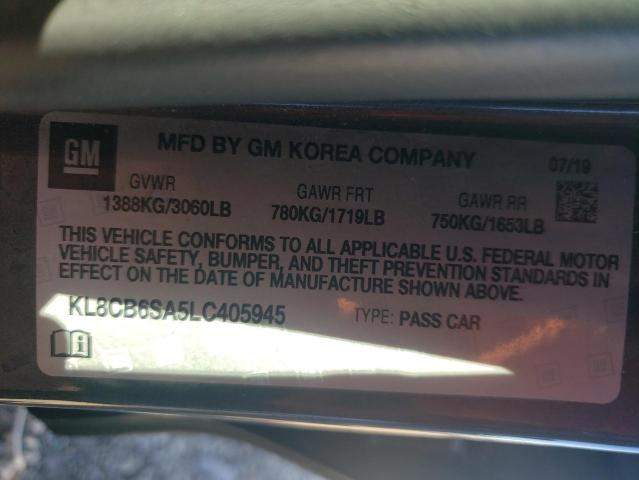 GM
MFD BY GM KOREA COMPANY
07/19
GVWR
1388KG/3060LB
GAWR FRT
780KG/1719LB
GAWR RR
750KG/1653LB
THIS VEHICLE CONFORMS TO ALL APPLICABLE U.S. FEDERAL MOTOR
VEHICLE SAFETY, BUMPER, AND THEFT PREVENTION STANDARDS IN
EFFECT ON THE DATE OF MANUFACTURE SHOWN ABOVE.
KL8CB6SA5LC405945
TYPE: PASS CAR